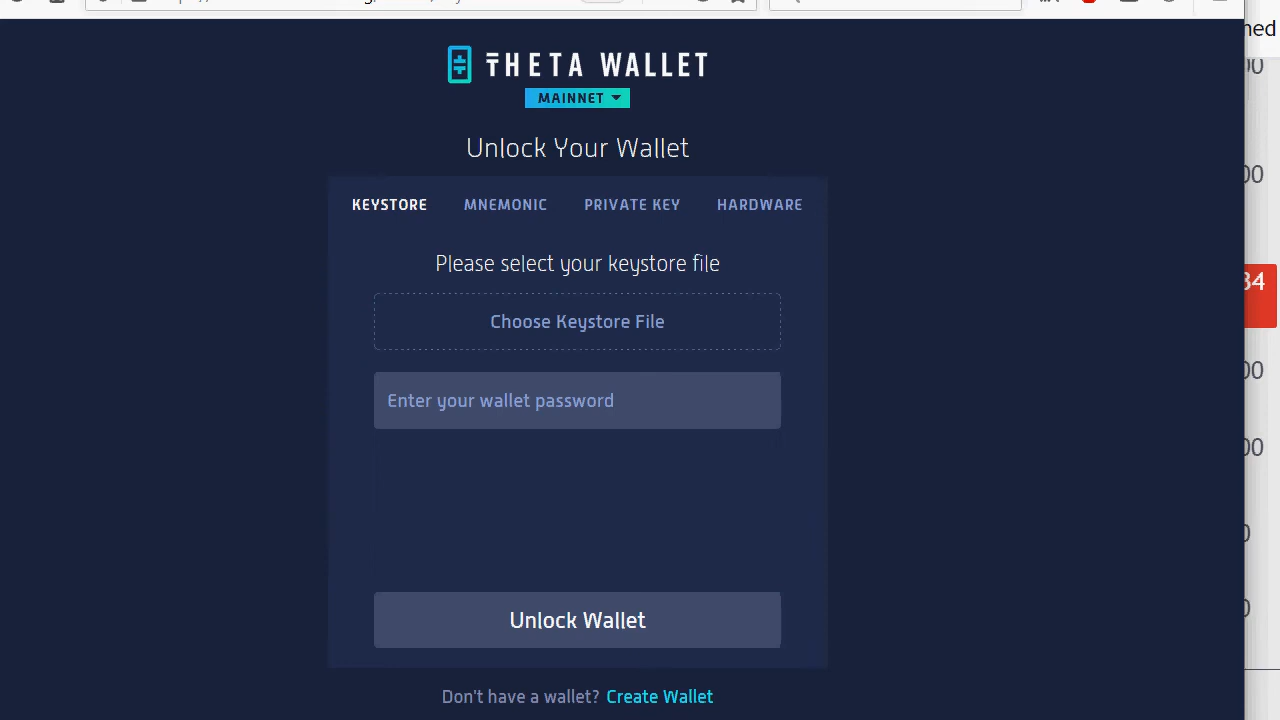 THETA WALLET
MAINNET
Unlock Your Wallet
KEYSTORE MNEMONIC PRIVATE KEY HARDWARE
Please select your keystore file
Choose Keystore File
Enter your wallet password
Unlock Wallet
Don't have a wallet? Create Wallet